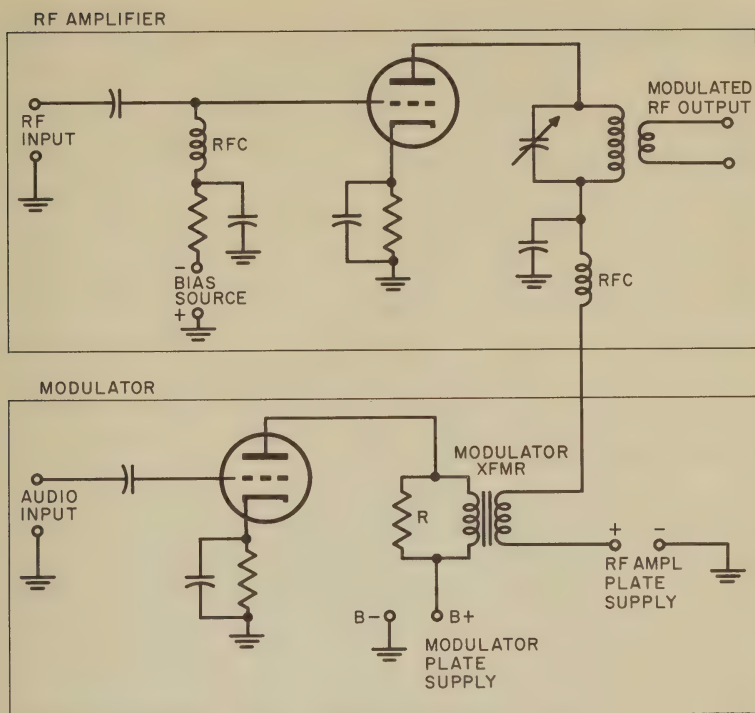 RF AMPLIFIER
RF
INPUT
RFC
-
BIAS
SOURCE
+
MODULATED
RF OUTPUT
RFC
MODULATOR
AUDIO
INPUT
R
MODULATOR
XFMR
B- B+
MODULATOR
PLATE
SUPPLY
+ -
RF AMPL
PLATE
SUPPLY